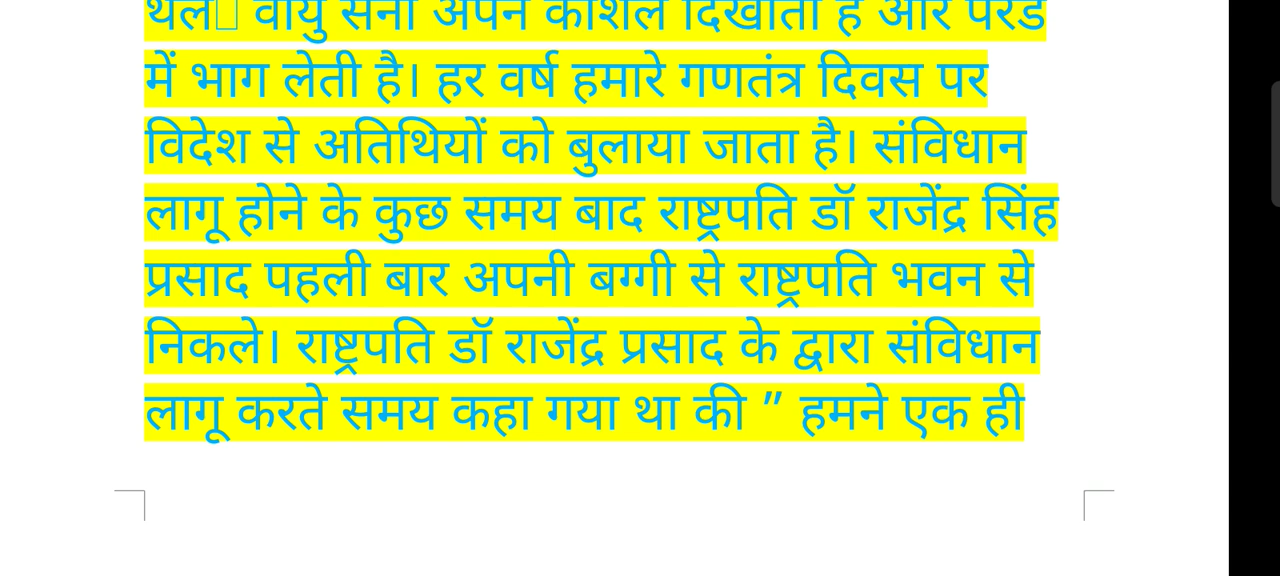 थल वायु सेना अपने कौशल दिखाती है और परेड
में भाग लेती है। हर वर्ष हमारे गणतंत्र दिवस पर
विदेश से अतिथियों को बुलाया जाता है। संविधान
लागू होने के कुछ समय बाद राष्ट्रपति डॉ राजेंद्र सिंह
प्रसाद पहली बार अपनी बग्गी से राष्ट्रपति भवन से
निकले। राष्ट्रपति डॉ राजेंद्र प्रसाद के द्वारा संविधान
लागू करते समय कहा गया था की ” हमने एक ही